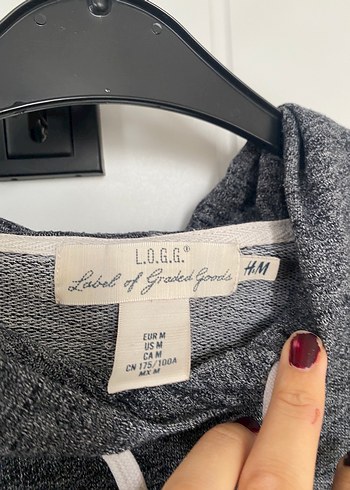 L.O.G.G.®
Label of Graded Goods
H&M
EUR M
US M
CA M
CN 175/100A
MX M